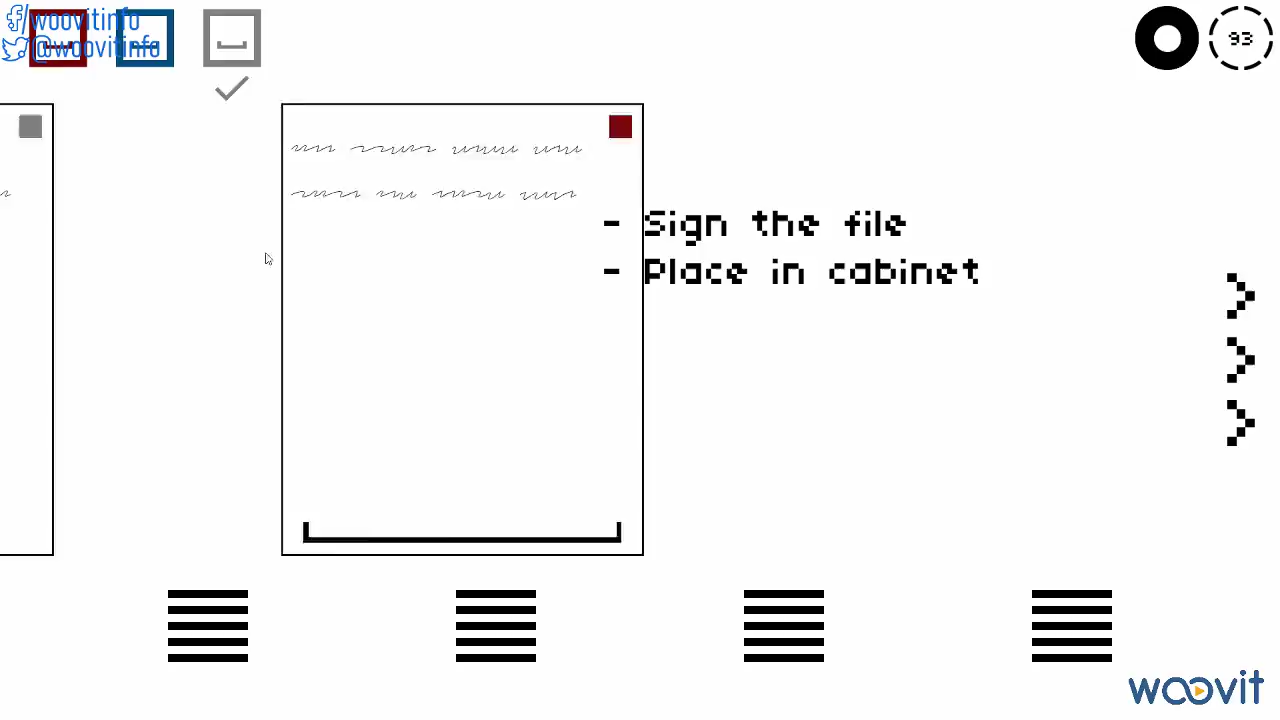 /woovitinfo
@woovitinfo
93
- Sign the file
- Place in cabinet
woovit